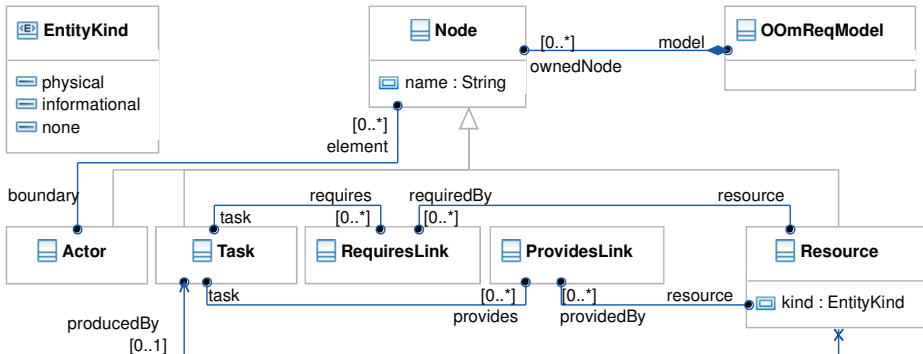 <E> EntityKind
physical
informational
none
Node
name : String
[0..*]
model
ownedNode
OOmReqModel
[0..*]
element
boundary
requires
requiredBy
resource
task
[0..*]
[0..*]
Actor
Task
RequiresLink
ProvidesLink
Resource
kind : EntityKind
task
[0..*]
[0..*]
resource
provides
providedBy
producedBy
[0..1]